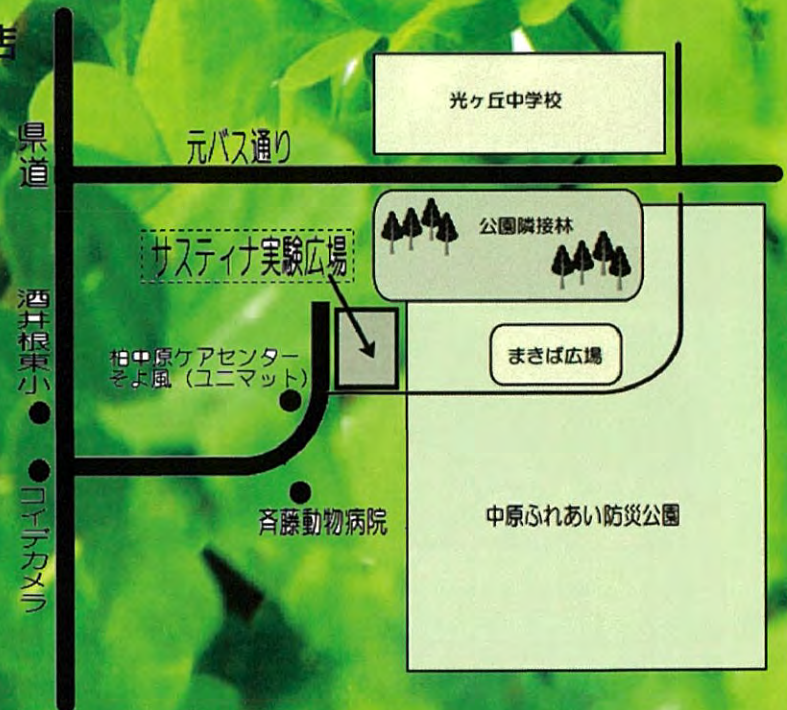 店
県道
元バス通り
光ヶ丘中学校
公園隣接林
サスティナ実験広場
酒井根東小
柏中原ケアセンター
そよ風（ユニマット）
まきば広場
コイデカメラ
斉藤動物病院
中原ふれあい防災公園